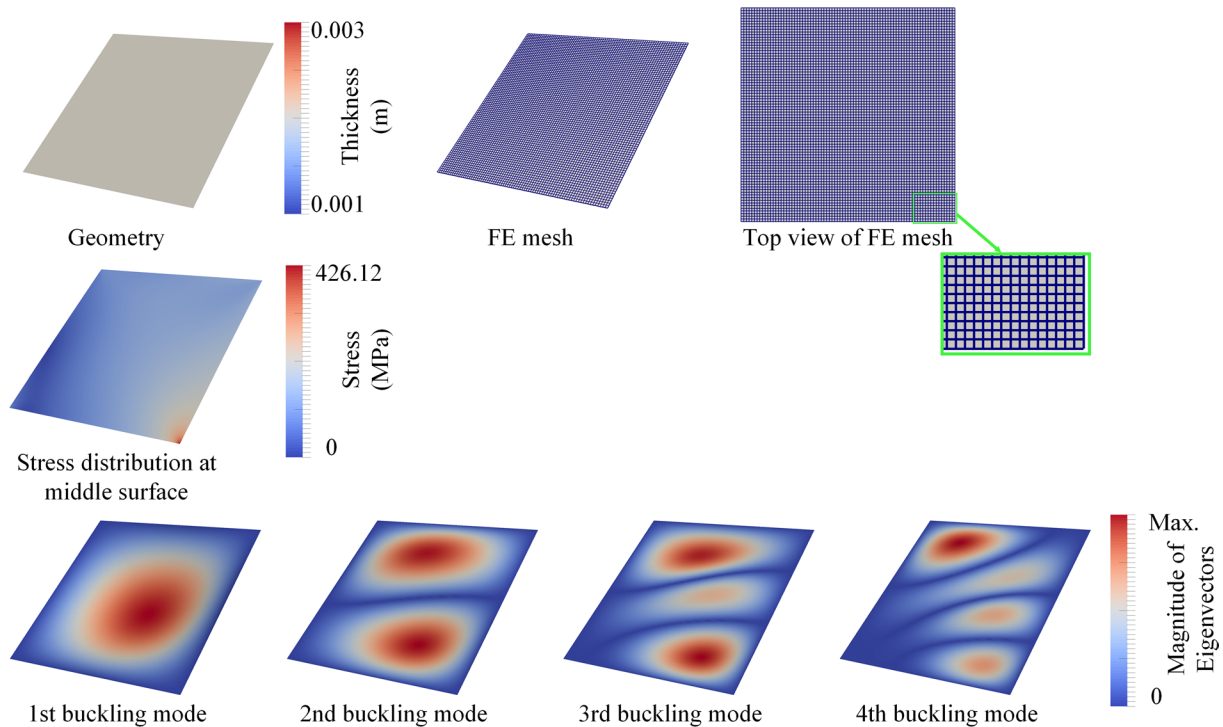 0.003
Thickness
(m)
0.001
Geometry
FE mesh
Top view of FE mesh
426.12
Stress
(MPa)
0
Stress distribution at
middle surface
Max.
Magnitude of
Eigenvectors
0
1st buckling mode
2nd buckling mode
3rd buckling mode
4th buckling mode